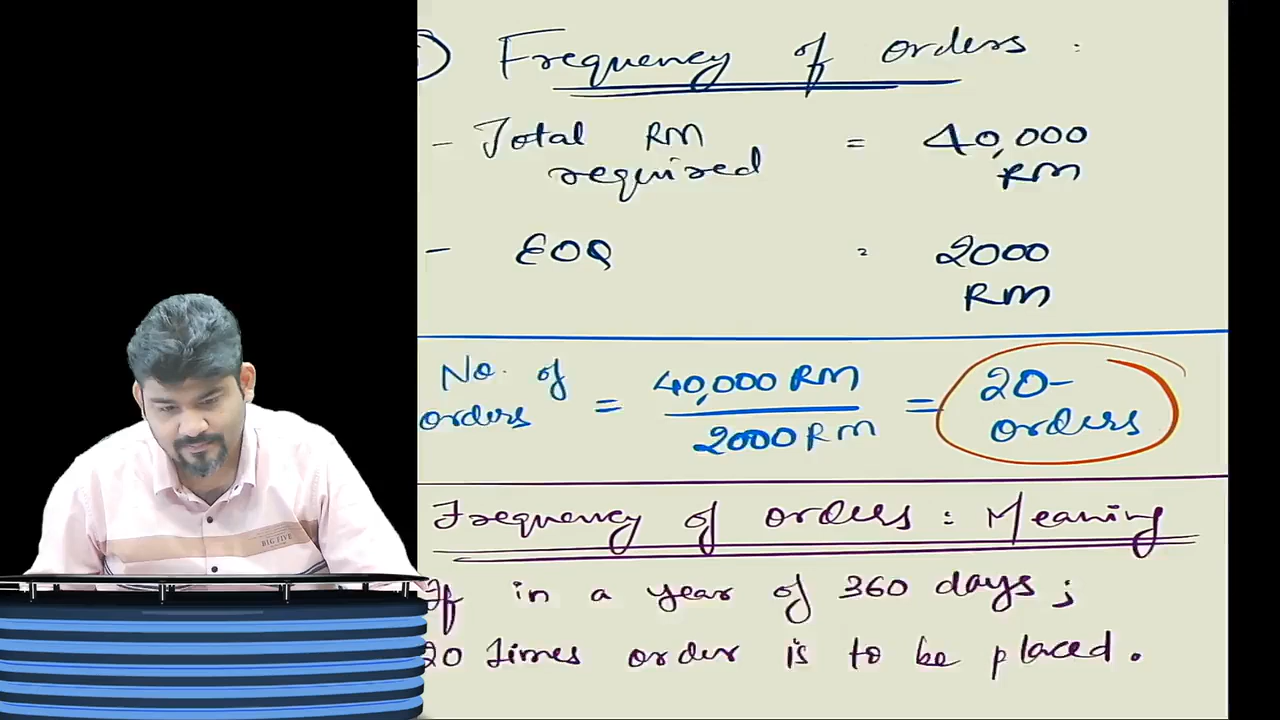 Frequency of orders :
- Total RM required = 40,000 RM
- EOQ = 2000 RM
No. of orders = 40,000 RM / 2000 RM = 20- orders
Frequency of orders : Meaning
If in a year of 360 days ;
20 times order is to be placed.
BIG FIVE